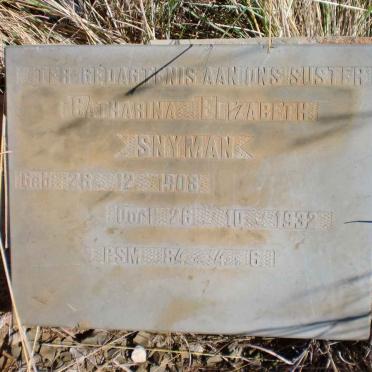 TER GEDAGTENIS AAN ONS SUSTER
CATHARINA ELIZABETH
SNYMAN
GEB 26 12 1908
OORL 26 10 1932
PSM 84 4 6